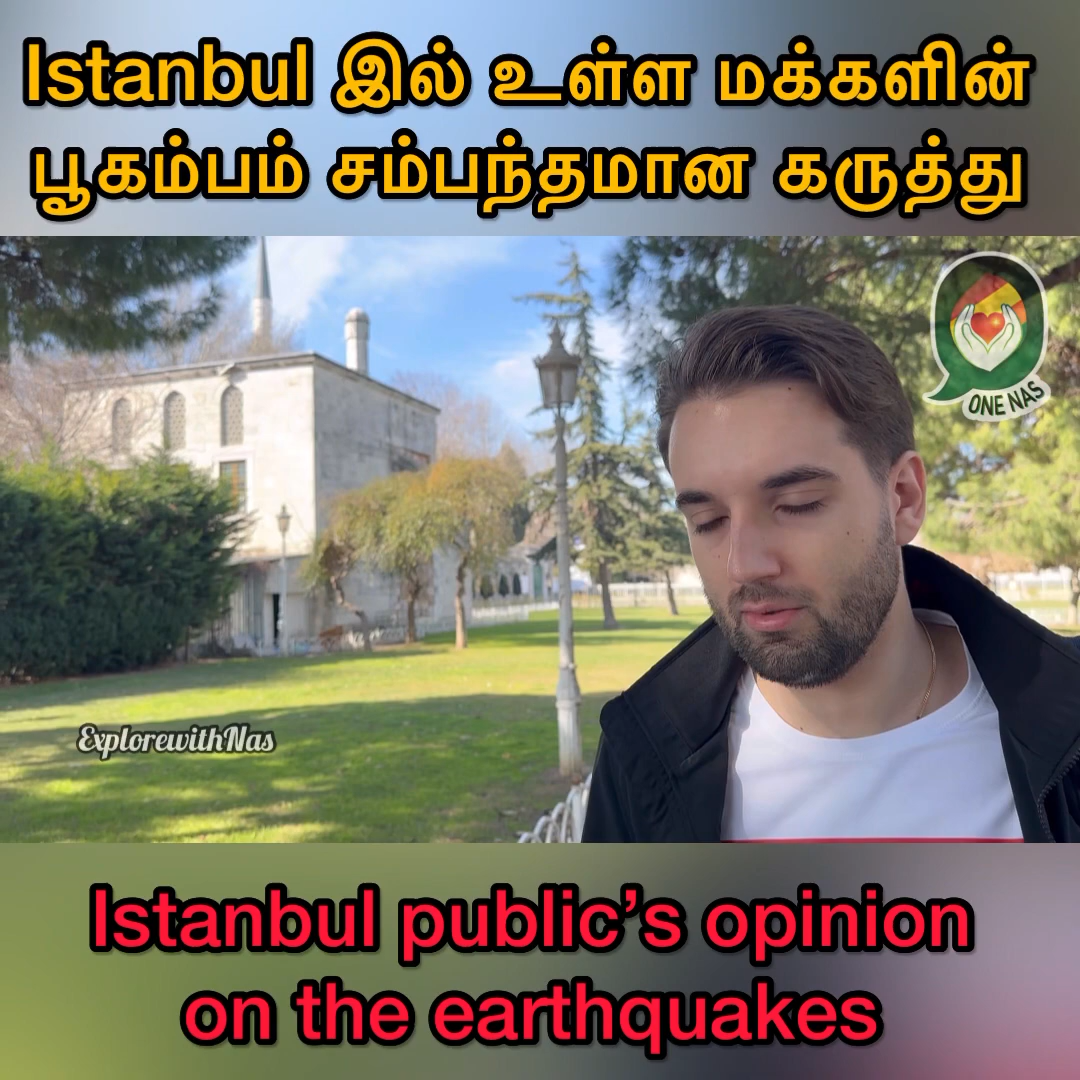 Istanbul இல் உள்ள மக்களின்
பூகம்பம் சம்பந்தமான கருத்து
ONE NAS
ExplorewithNas
Istanbul public’s opinion
on the earthquakes